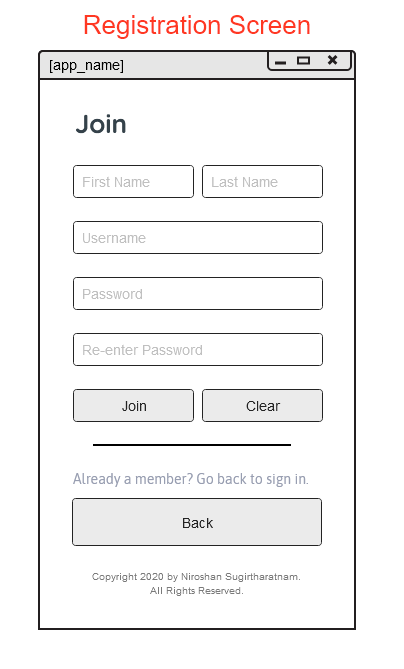 Registration Screen
[app_name]
Join
First Name Last Name
Username
Password
Re-enter Password
Join Clear
Already a member? Go back to sign in.
Back
Copyright 2020 by Niroshan Sugirtharatnam.
All Rights Reserved.